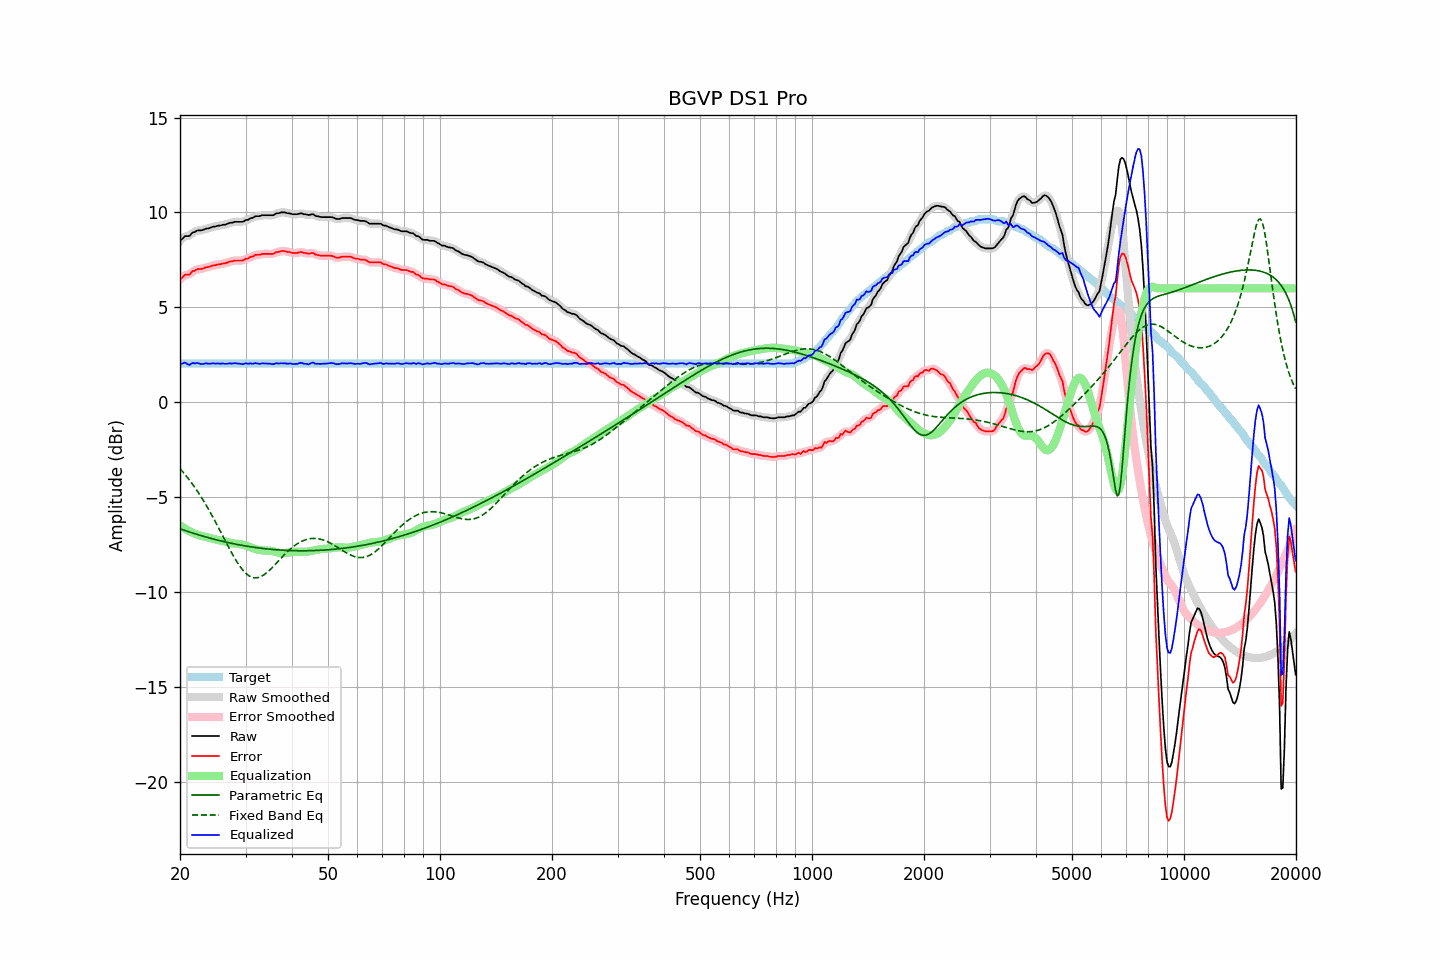 BGVP DS1 Pro
Amplitude (dBr)
15
10
5
0
−5
−10
−15
−20
Target
Raw Smoothed
Error Smoothed
Raw
Error
Equalization
Parametric Eq
Fixed Band Eq
Equalized
20 50 100 200 500 1000 2000 5000 10000 20000
Frequency (Hz)